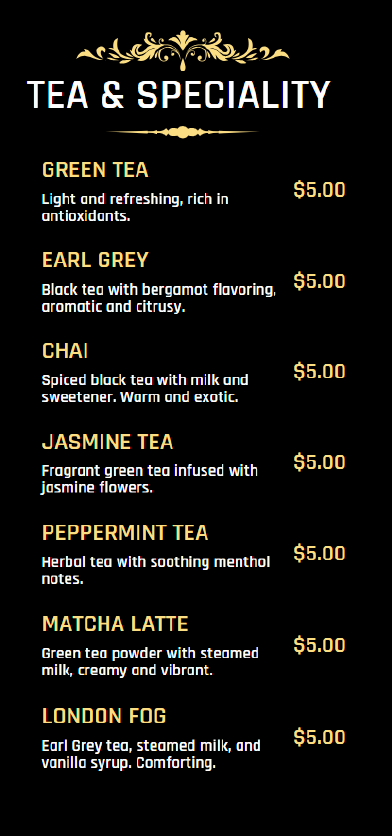 TEA & SPECIALITY
GREEN TEA
Light and refreshing, rich in
antioxidants.
$5.00
EARL GREY
Black tea with bergamot flavoring,
aromatic and citrusy.
$5.00
CHAI
Spiced black tea with milk and
sweetener. Warm and exotic.
$5.00
JASMINE TEA
Fragrant green tea infused with
jasmine flowers.
$5.00
PEPPERMINT TEA
Herbal tea with soothing menthol
notes.
$5.00
MATCHA LATTE
Green tea powder with steamed
milk, creamy and vibrant.
$5.00
LONDON FOG
Earl Grey tea, steamed milk, and
vanilla syrup. Comforting.
$5.00